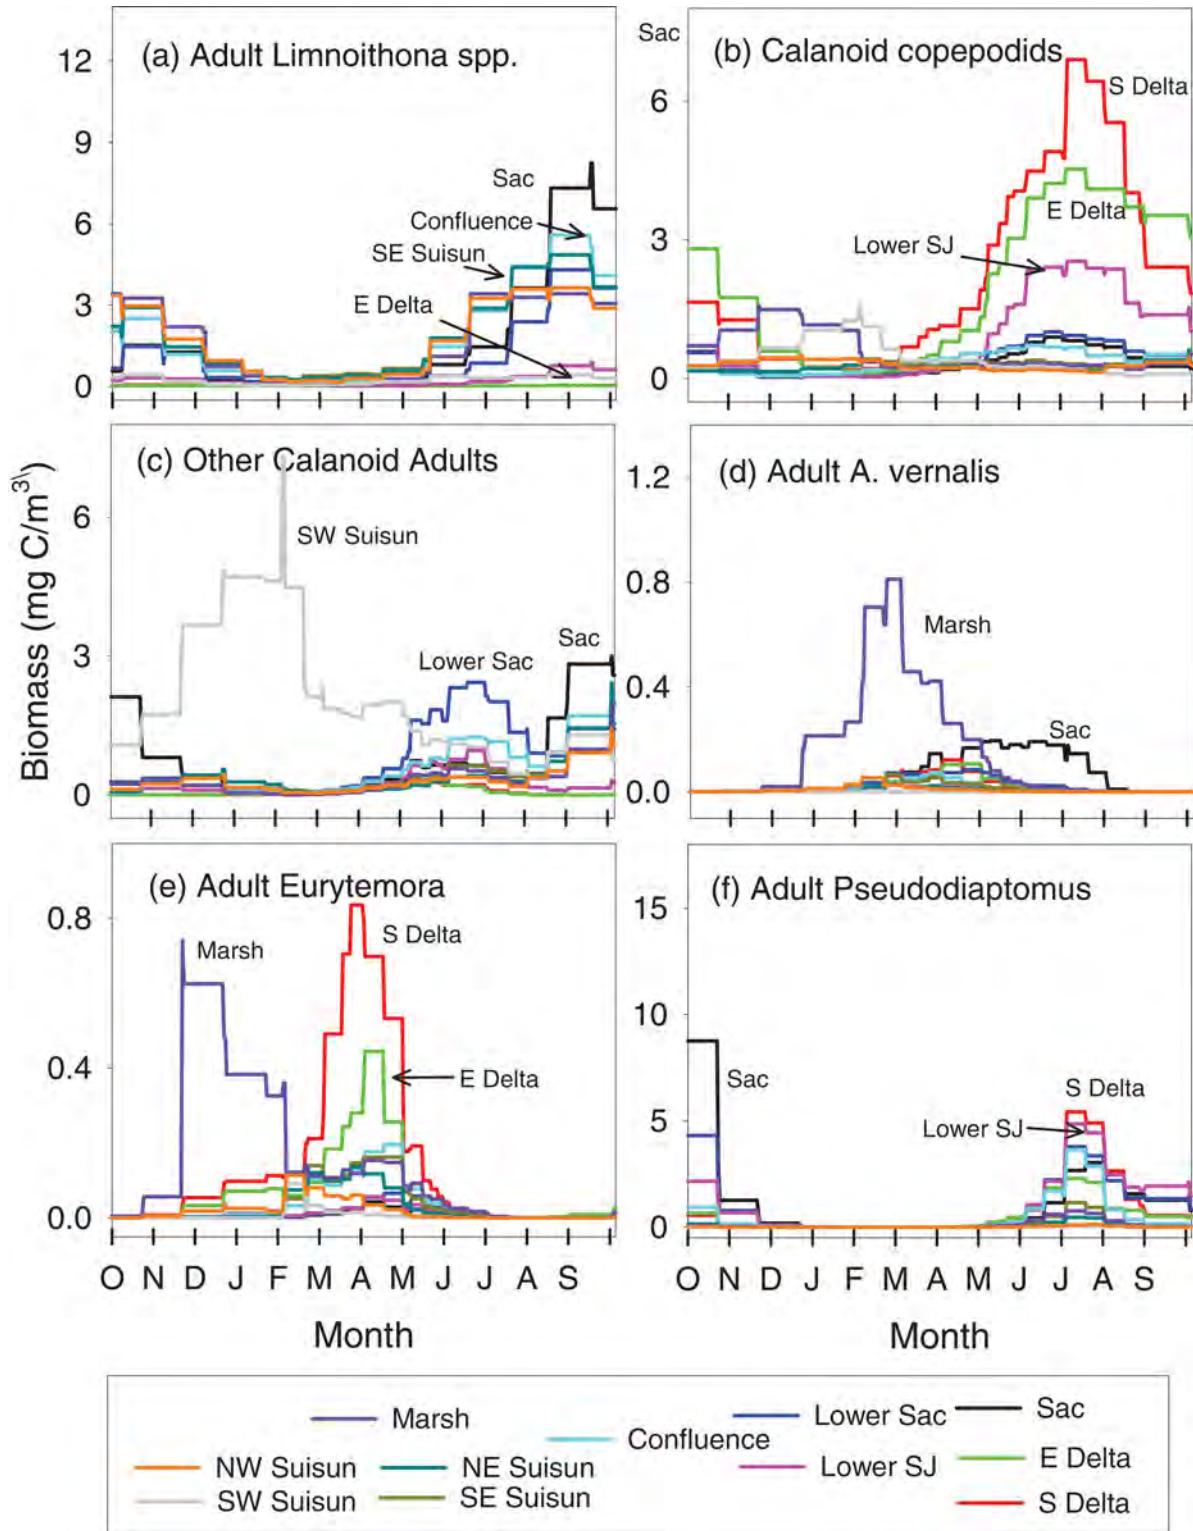 (a) Adult Limnoithona spp.
12
9
6
3
0
Sac
Confluence
SE Suisun
E Delta
Sac
(b) Calanoid copepodids
6
3
0
S Delta
E Delta
Lower SJ
Biomass (mg C/m3\
(c) Other Calanoid Adults
6
3
0
SW Suisun
Lower Sac
Sac
(d) Adult A. vernalis
1.2
0.8
0.4
0.0
Marsh
Sac
(e) Adult Eurytemora
0.8
0.4
0.0
Marsh
S Delta
E Delta
O N D J F M A M J J A S
Month
(f) Adult Pseudodiaptomus
15
10
5
0
Sac
S Delta
Lower SJ
O N D J F M A M J J A S
Month
Marsh
Lower Sac
Sac
Confluence
NW Suisun
NE Suisun
Lower SJ
E Delta
SW Suisun
SE Suisun
S Delta